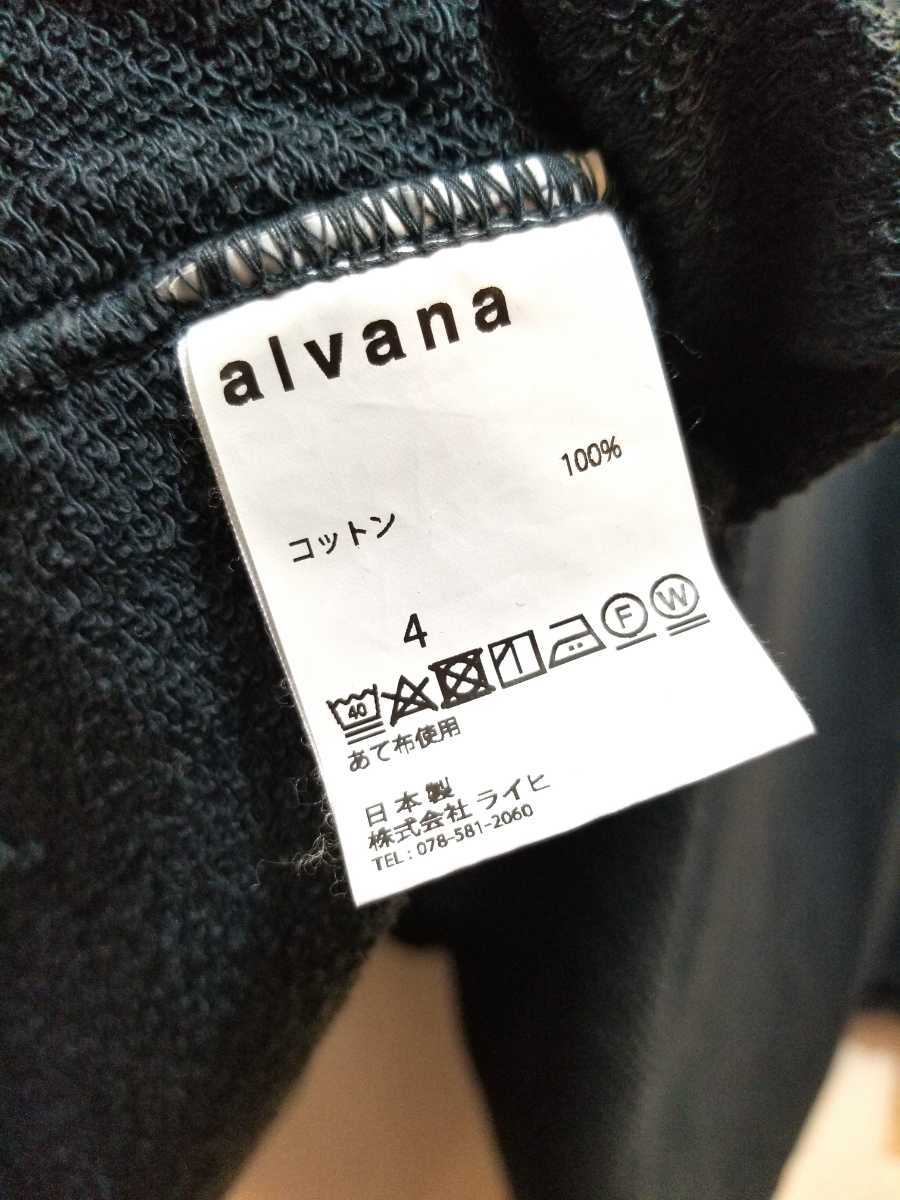 alvana
コットン 100%
4
40 F W
あて布使用
日本製
株式会社 ライヒ
TEL : 078-581-2060